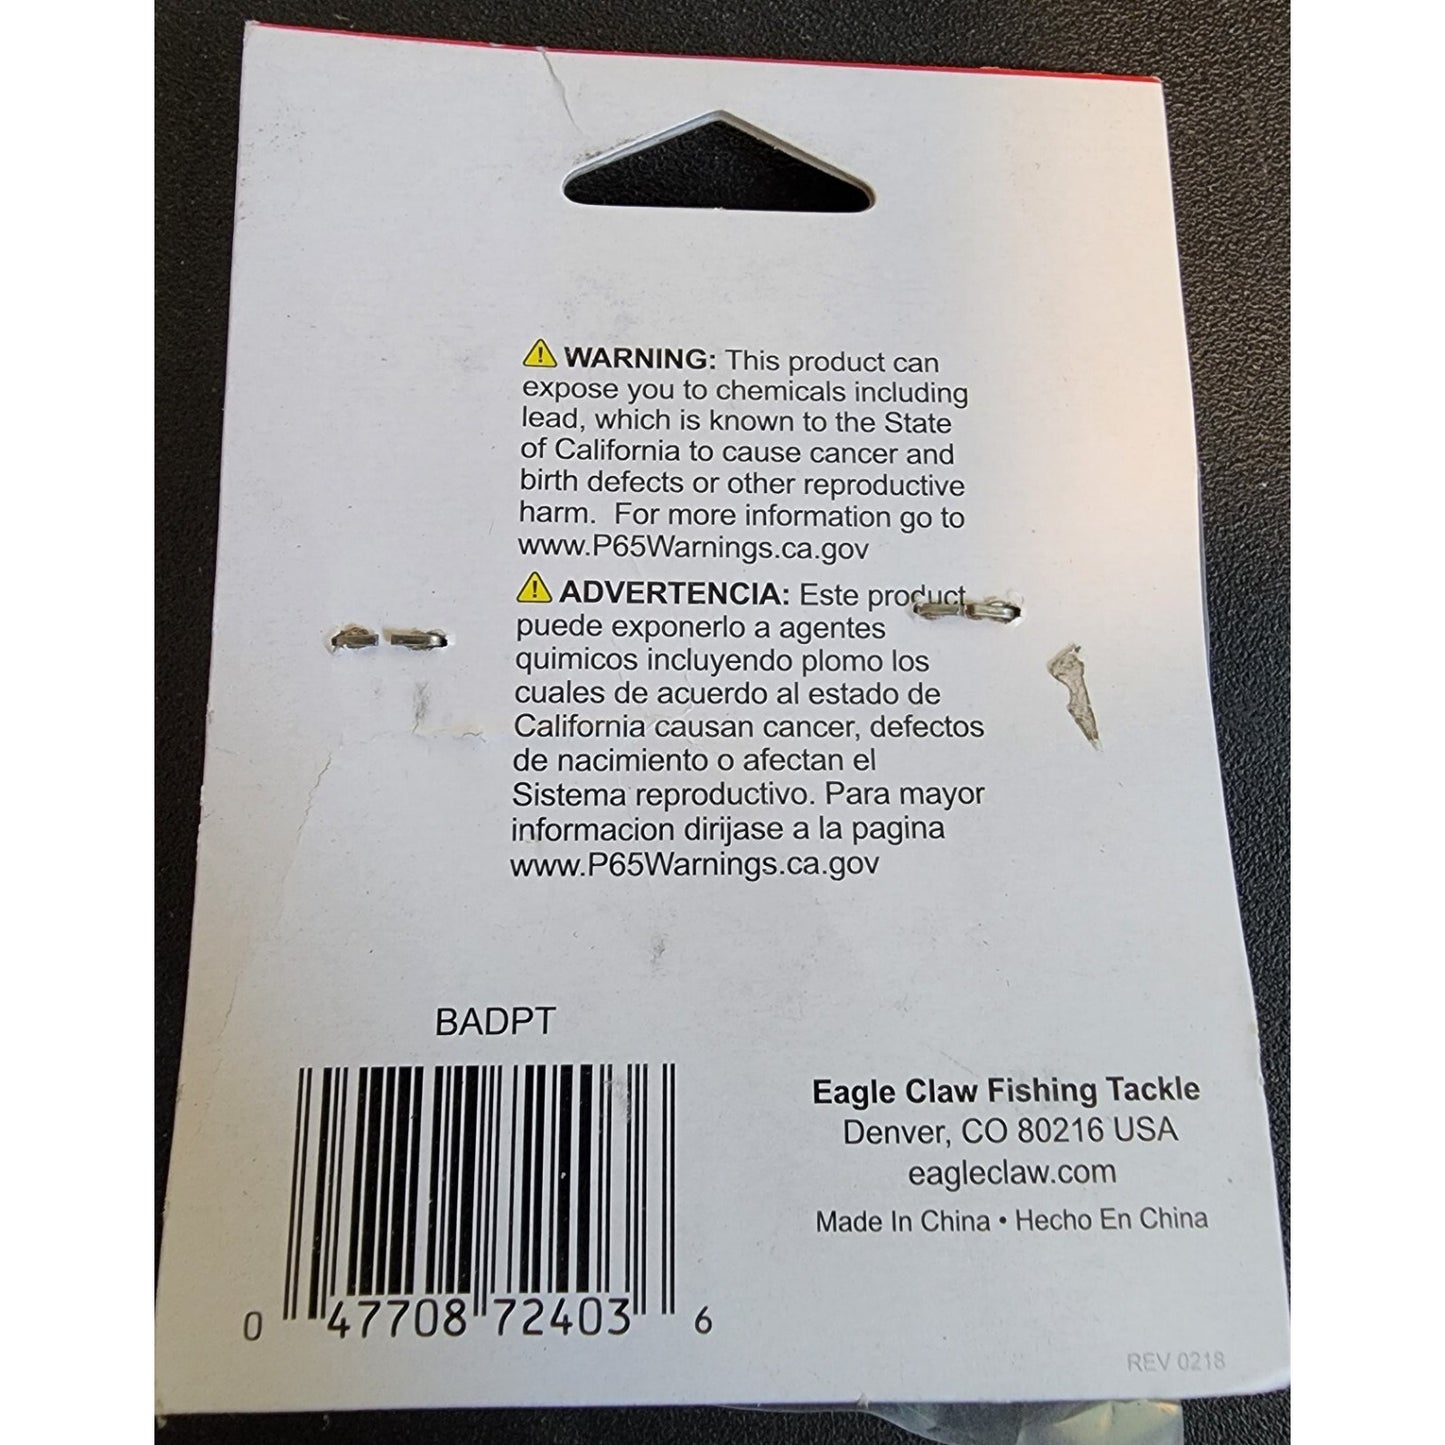 WARNING: This product can
expose you to chemicals including
lead, which is known to the State
of California to cause cancer and
birth defects or other reproductive
harm. For more information go to
www.P65Warnings.ca.gov
ADVERTENCIA: Este product
puede exponerlo a agentes
quimicos incluyendo plomo los
cuales de acuerdo al estado de
California causan cancer, defectos
de nacimiento o afectan el
Sistema reproductivo. Para mayor
informacion dirijase a la pagina
www.P65Warnings.ca.gov
BADPT
0 47708 72403 6
Eagle Claw Fishing Tackle
Denver, CO 80216 USA
eagleclaw.com
Made In China • Hecho En China
REV 0218